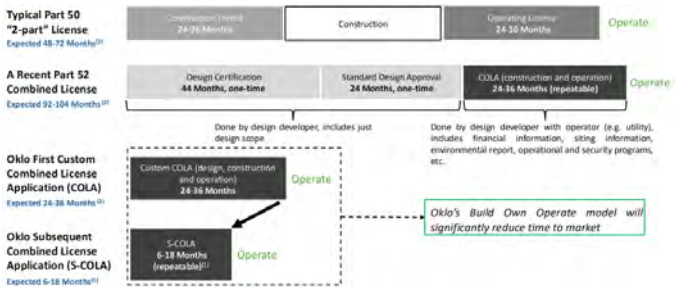 Typical Part 50
"2-part" License
Expected 48-72 Months
Construction Permit
24-36 Months
Construction
Operating License
24-36 Months
Operate
A Recent Part 52
Combined License
Expected 92-104 Months
Design Certification
44 Months, one-time
Standard Design Approval
24 Months, one-time
COLA (construction and operation)
24-36 Months (repeatable)
Operate
Done by design developer, includes just
design scope
Done by design developer with operator (e.g. utility),
includes financial information, siting information,
environmental report, operational and security programs,
etc.
Oklo First Custom
Combined License
Application (COLA)
Expected 24-36 Months
Custom COLA (design, construction
and operation)
24-36 Months
Operate
Oklo's Build Own Operate model will
significantly reduce time to market
Oklo Subsequent
Combined License
Application (S-COLA)
Expected 6-18 Months
S-COLA
6-18 Months
(repeatable)
Operate